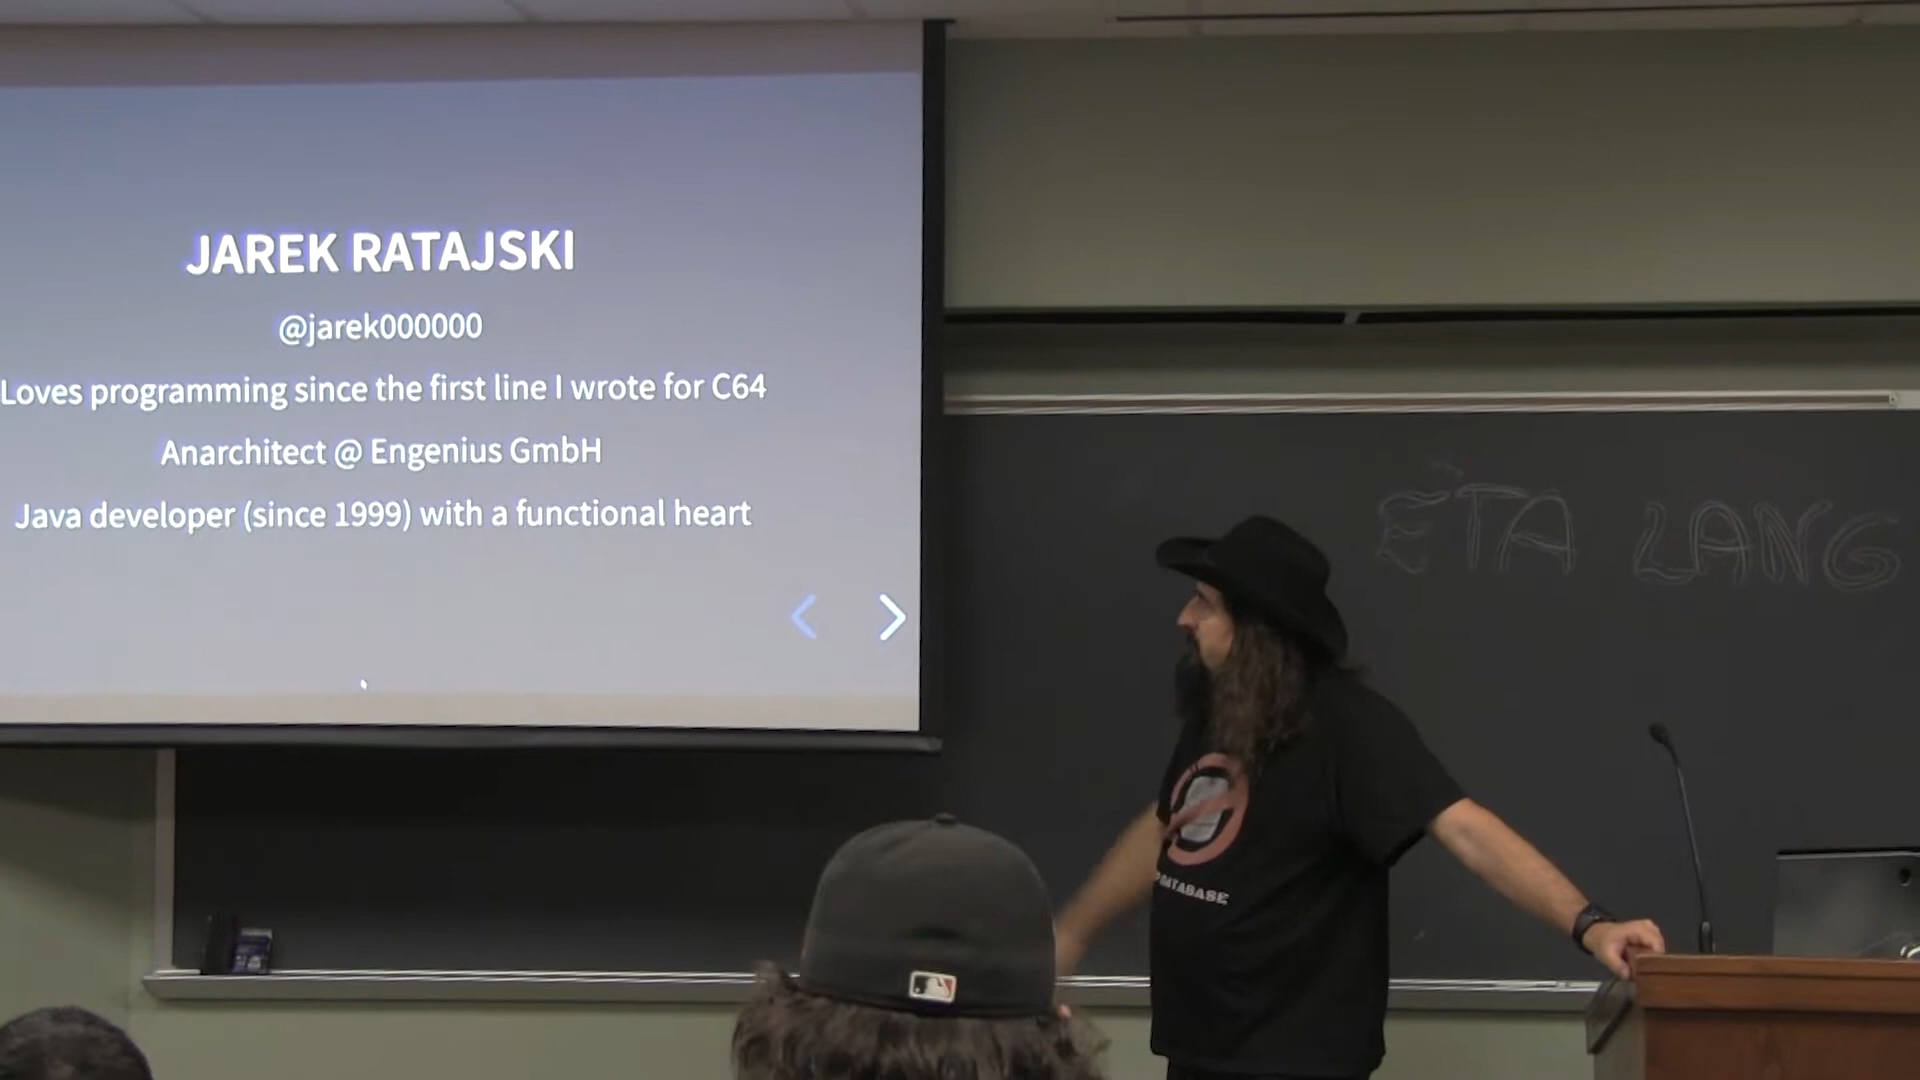 JAREK RATAJSKI
@jarek000000
Loves programming since the first line I wrote for C64
Anarchitect @ Engenius GmbH
Java developer (since 1999) with a functional heart
ETA LANG
DATABASE